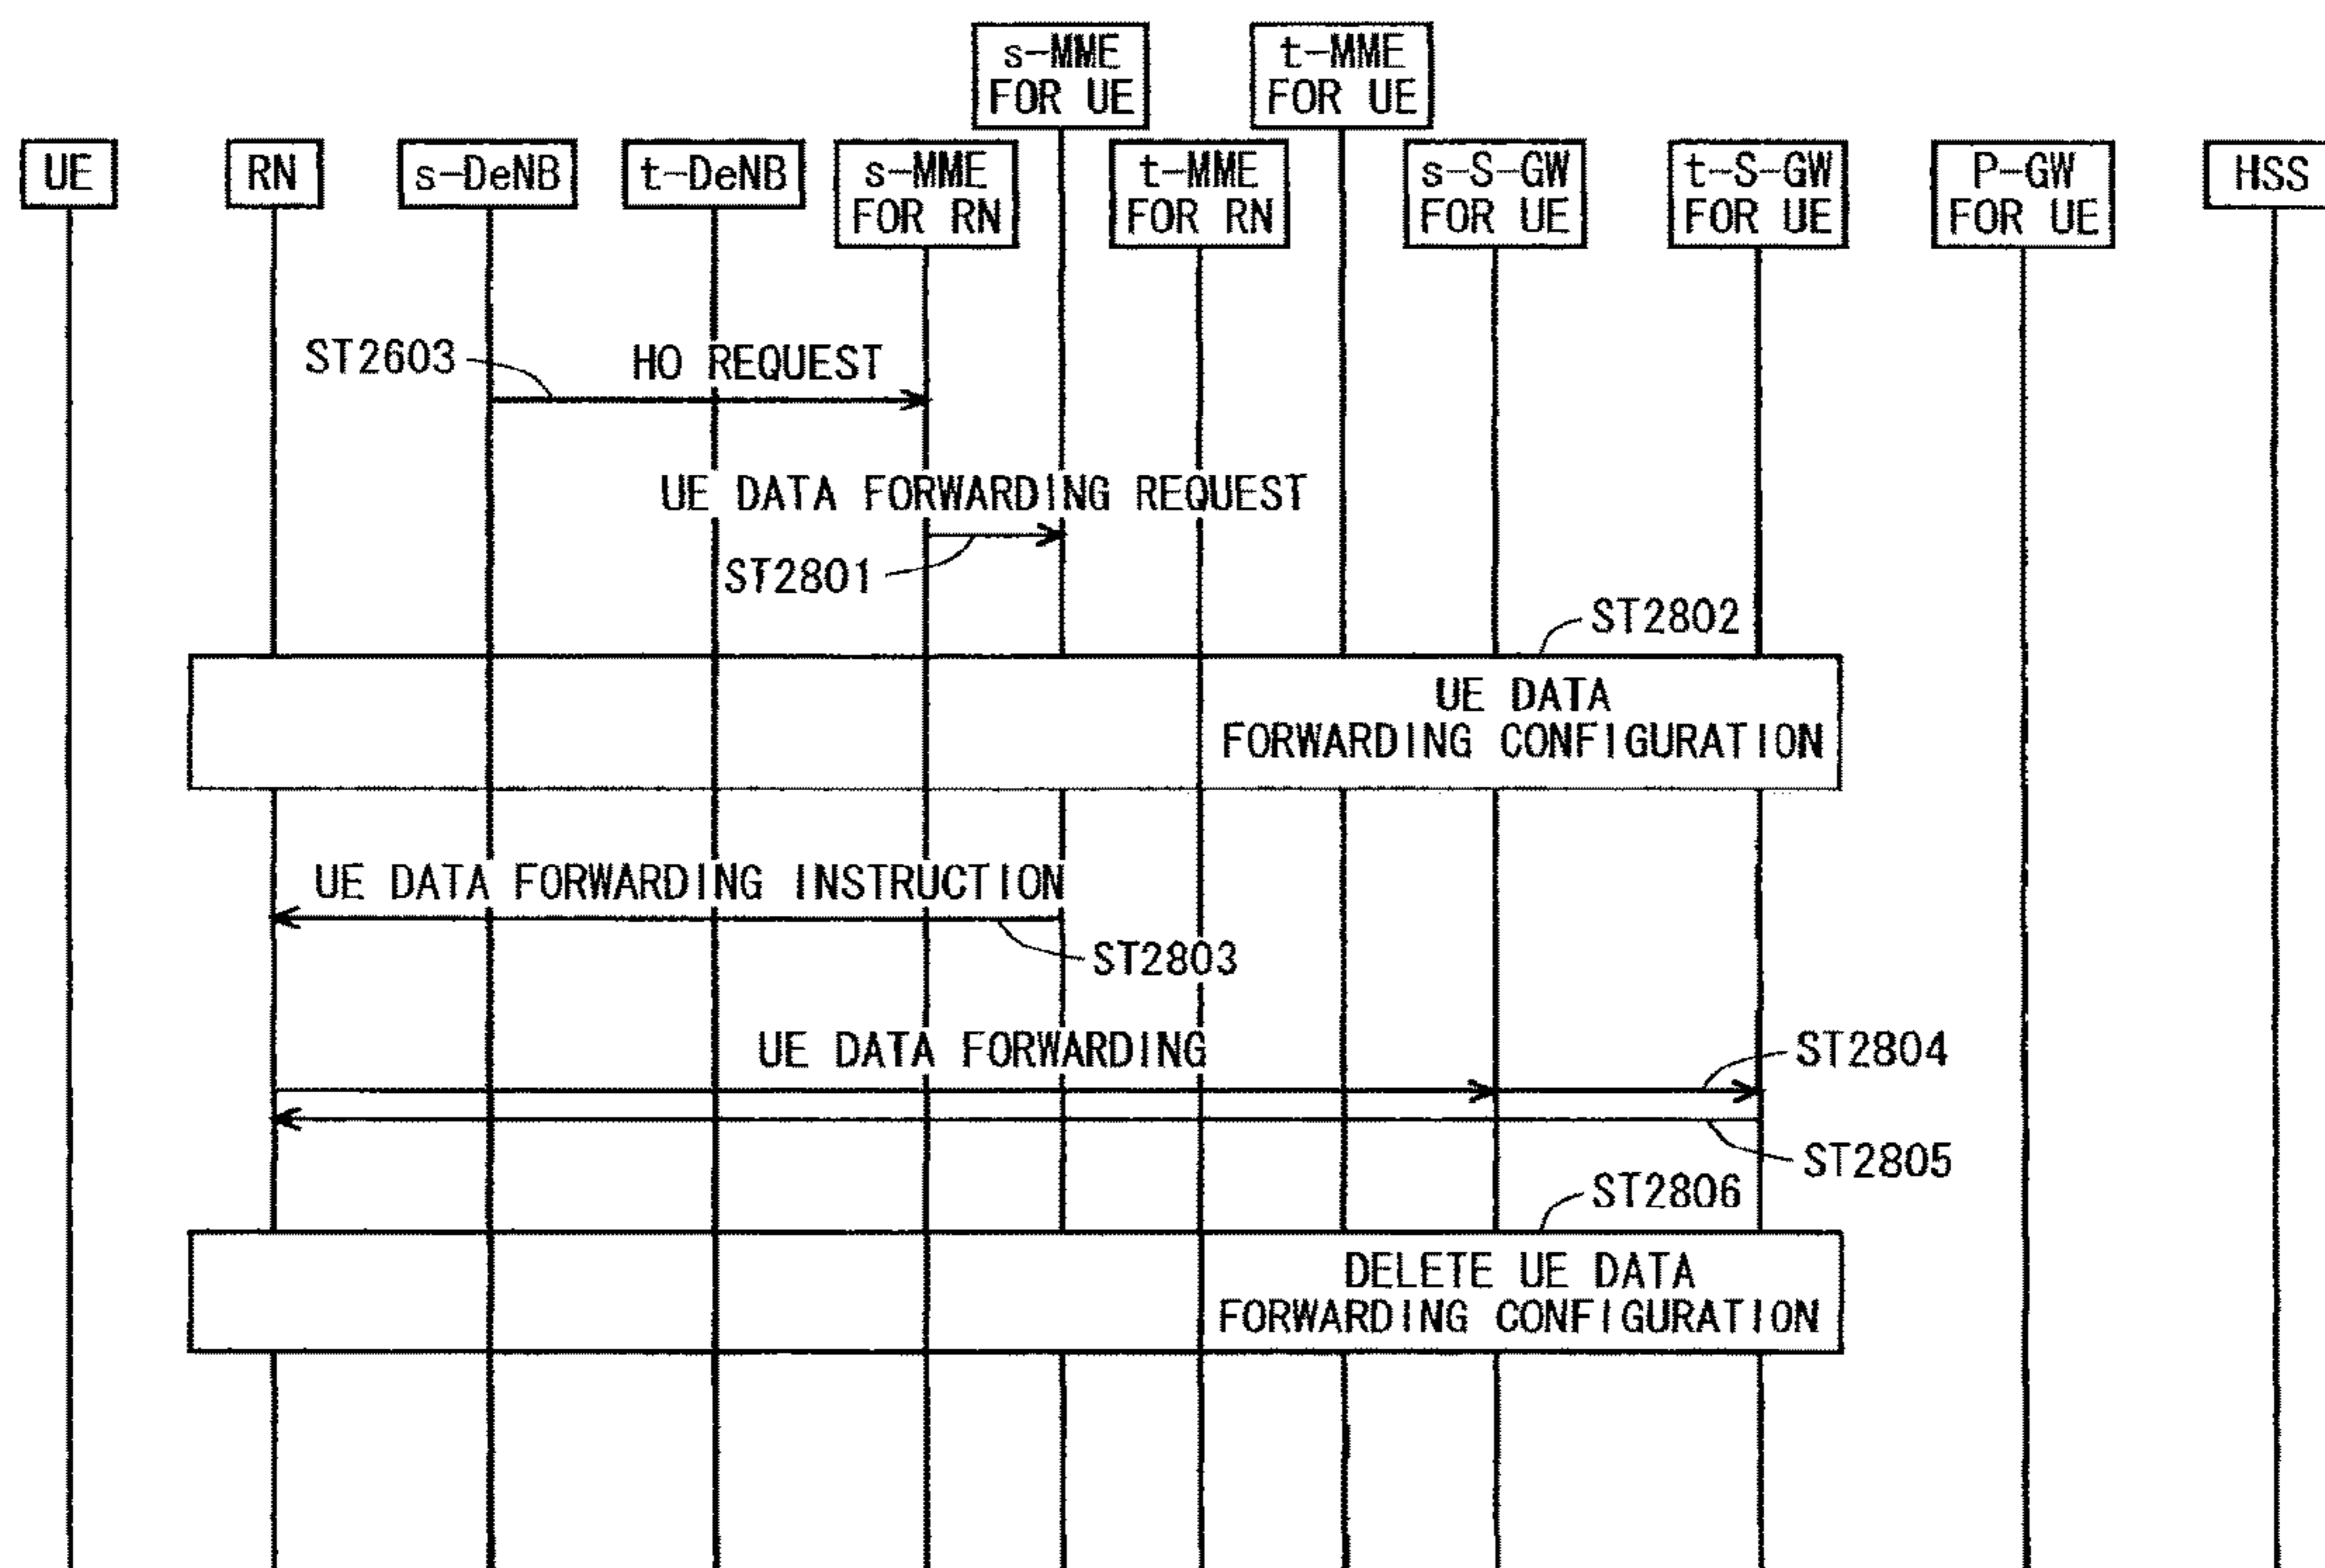 s-MME
FOR UE
t-MME
FOR UE
UE
RN
s-DeNB
t-DeNB
s-MME
FOR RN
t-MME
FOR RN
s-S-GW
FOR UE
t-S-GW
FOR UE
P-GW
FOR UE
HSS
ST2603
HO REQUEST
UE DATA FORWARDING REQUEST
ST2801
ST2802
UE DATA
FORWARDING CONFIGURATION
UE DATA FORWARDING INSTRUCTION
ST2803
UE DATA FORWARDING
ST2804
ST2805
ST2806
DELETE UE DATA
FORWARDING CONFIGURATION